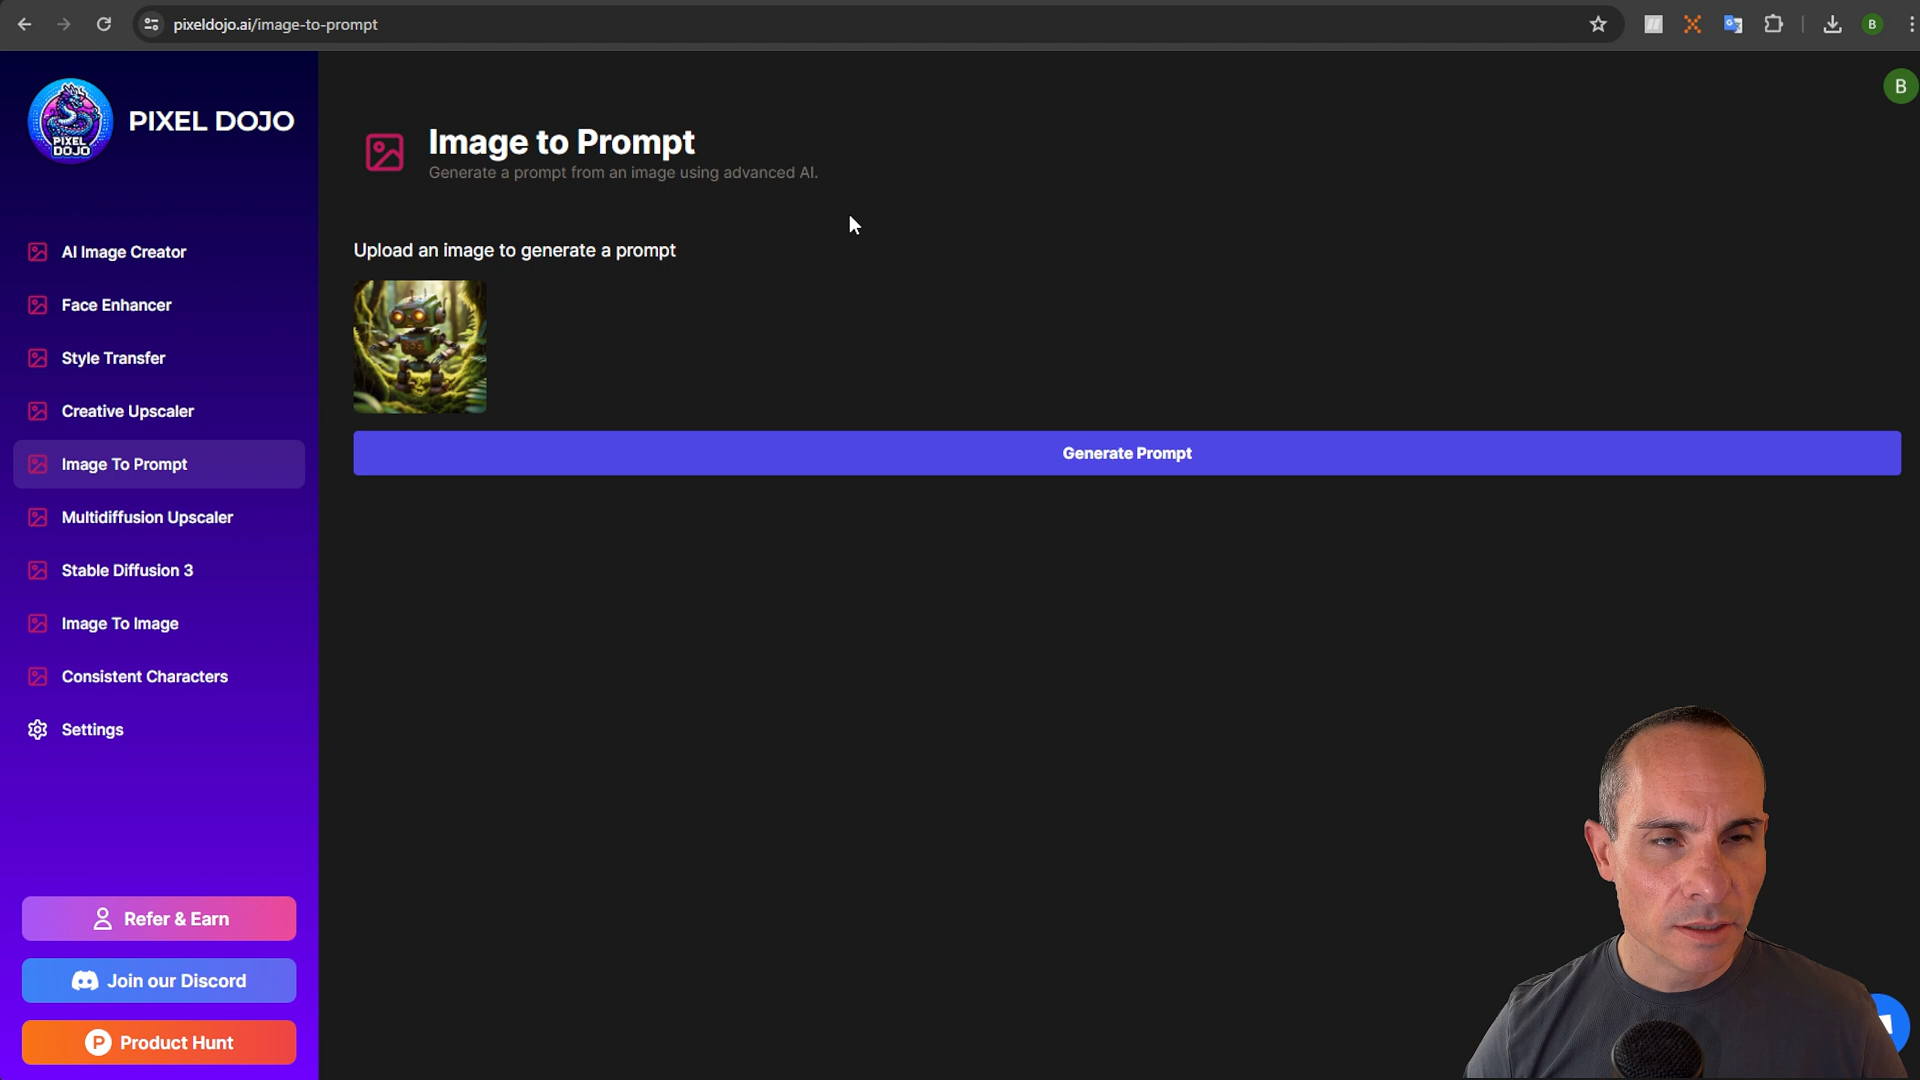 pixeldojo.ai/image-to-prompt
B
PIXEL DOJO
PIXEL DOJO
B
Image to Prompt
Generate a prompt from an image using advanced AI.
Upload an image to generate a prompt
Generate Prompt
AI Image Creator
Face Enhancer
Style Transfer
Creative Upscaler
Image To Prompt
Multidiffusion Upscaler
Stable Diffusion 3
Image To Image
Consistent Characters
Settings
Refer & Earn
Join our Discord
P Product Hunt